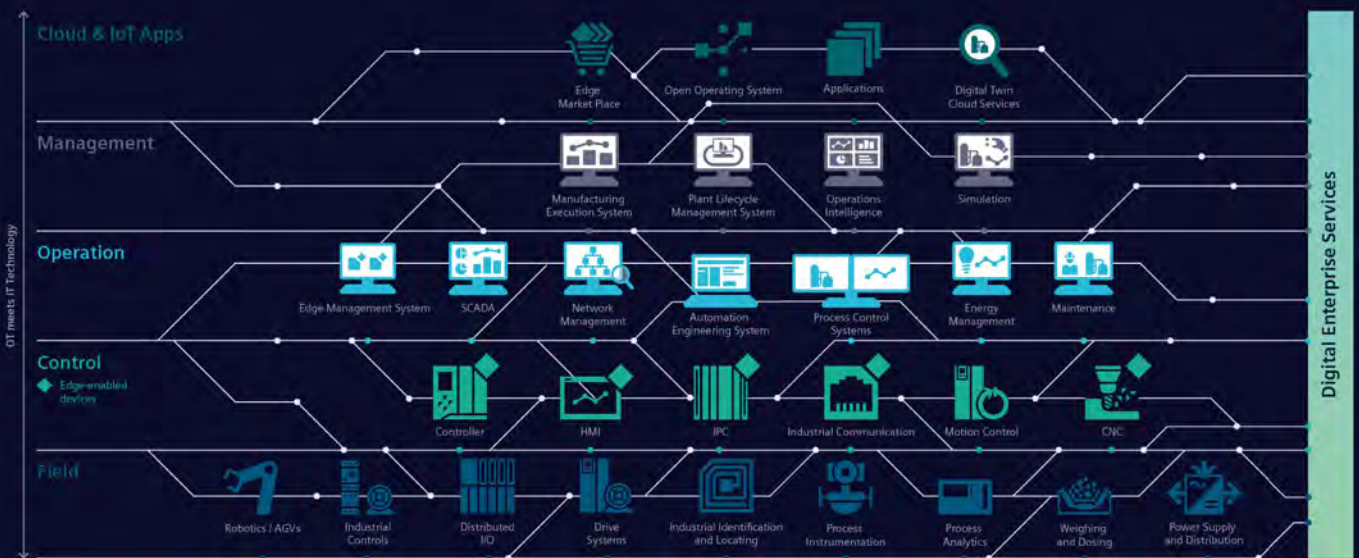 Cloud & IoT Apps
Edge
Market Place
Open Operating System
Applications
Digital Twin
Cloud Services
Management
Manufacturing
Execution System
Plant Lifecycle
Management System
Operations
Intelligence
Simulation
Operation
Edge Management System
SCADA
Network
Management
Automation
Engineering System
Process Control
Systems
Energy
Management
Maintenance
Control
Edge-enabled
devices
Controller
HMI
IPC
Industrial Communication
Motion Control
CNC
Field
Robotics / AGVs
Industrial
Controls
Distributed
I/O
Drive
Systems
Industrial Identification
and Locating
Process
Instrumentation
Process
Analytics
Weighing
and Dosing
Power Supply
and Distribution
OT meets IT Technology
Digital Enterprise Services